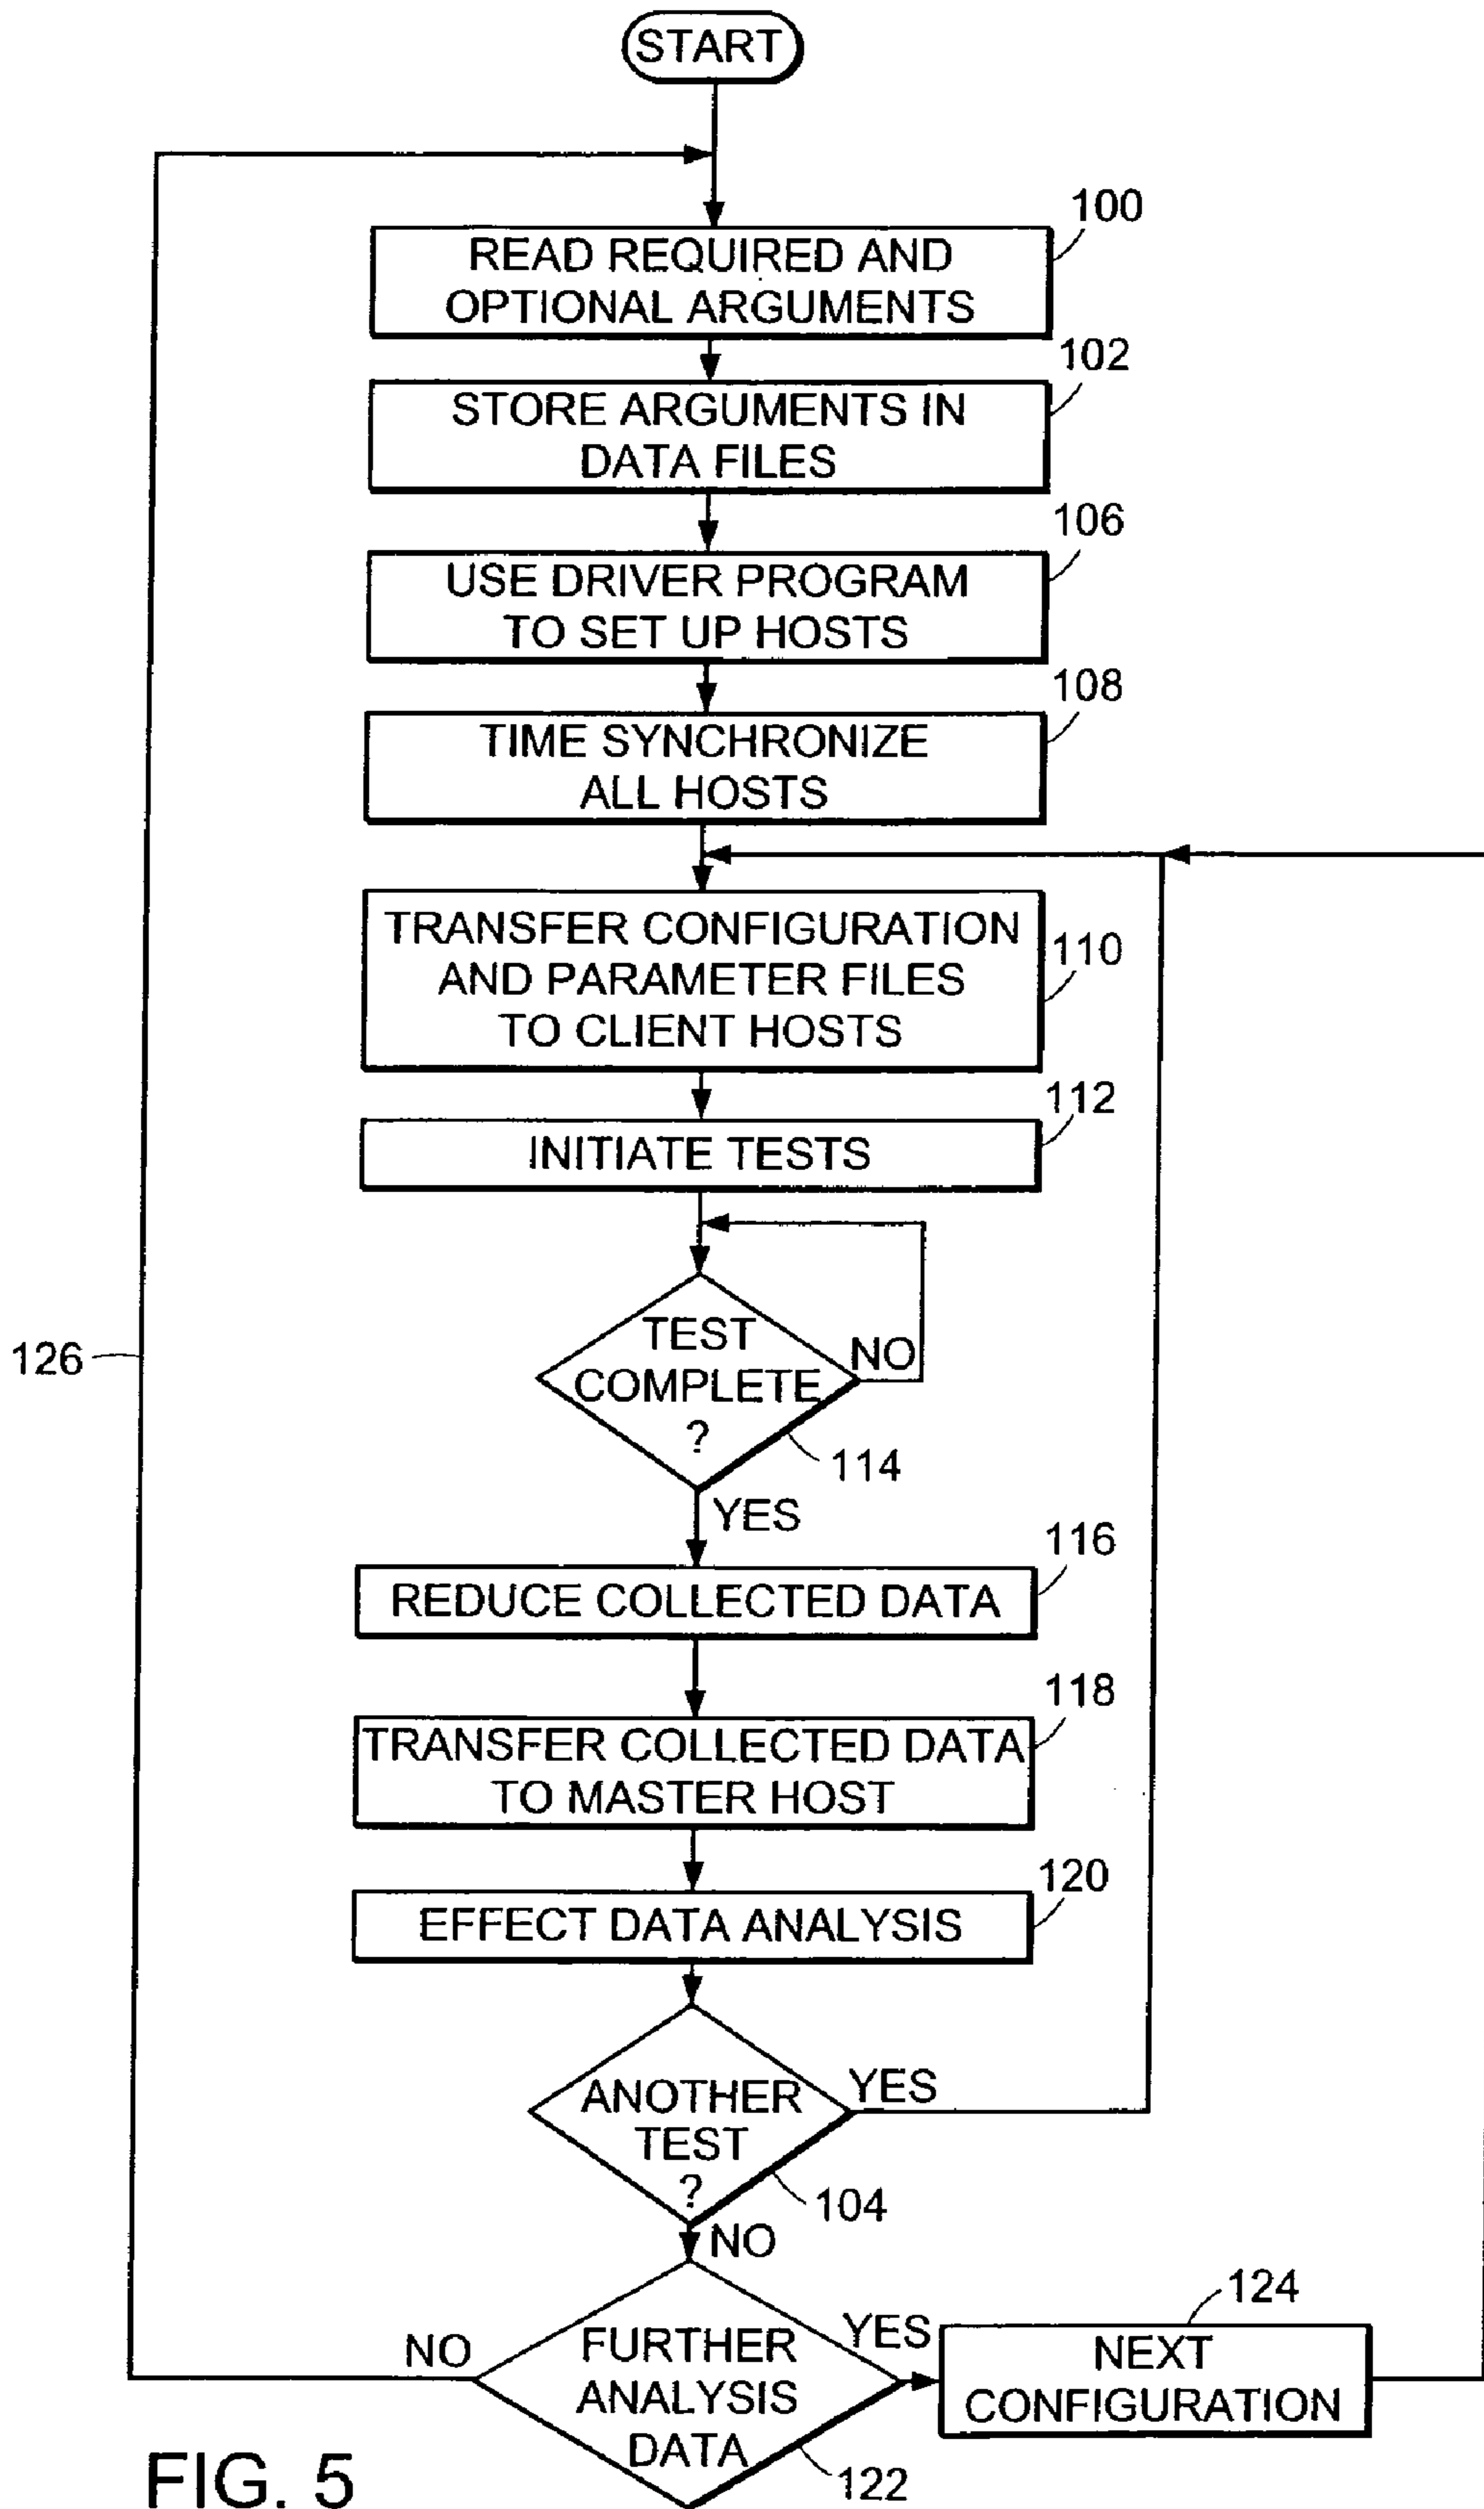 START
100
READ REQUIRED AND
OPTIONAL ARGUMENTS
102
STORE ARGUMENTS IN
DATA FILES
106
USE DRIVER PROGRAM
TO SET UP HOSTS
108
TIME SYNCHRONIZE
ALL HOSTS
TRANSFER CONFIGURATION
AND PARAMETER FILES
TO CLIENT HOSTS
110
112
INITIATE TESTS
126
TEST
COMPLETE
?
NO
114
YES
116
REDUCE COLLECTED DATA
118
TRANSFER COLLECTED DATA
TO MASTER HOST
120
EFFECT DATA ANALYSIS
ANOTHER
TEST
?
YES
104
NO
NO
FURTHER
ANALYSIS
DATA
YES
122
124
NEXT
CONFIGURATION
FIG. 5